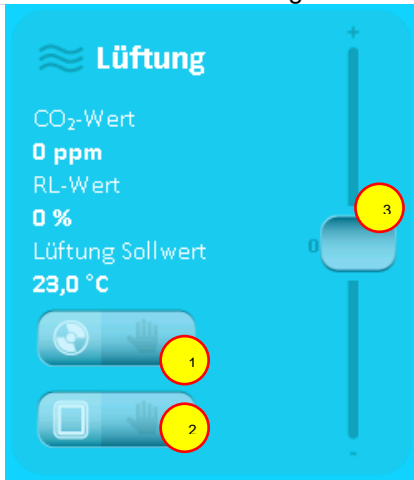 Lüftung
CO₂-Wert
0 ppm
RL-Wert
0 %
Lüftung Sollwert
23,0 °C
+
3
0
1
2
-